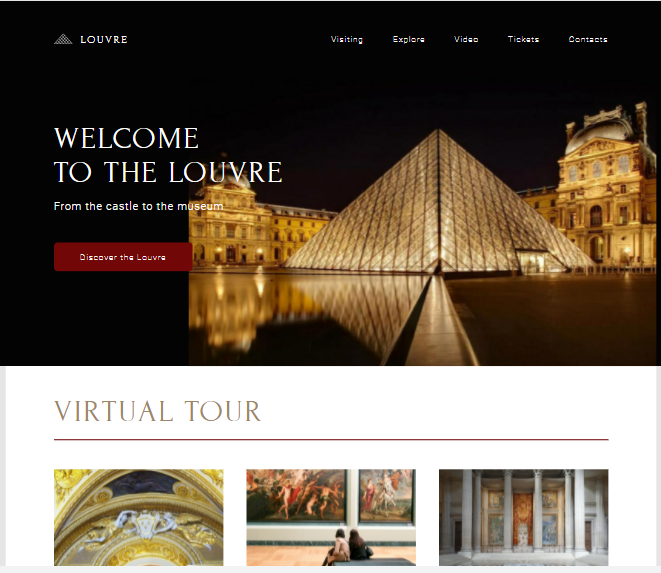 LOUVRE
Visiting Explore Video Tickets Contacts
WELCOME
TO THE LOUVRE
From the castle to the museum
Discover the Louvre
VIRTUAL TOUR